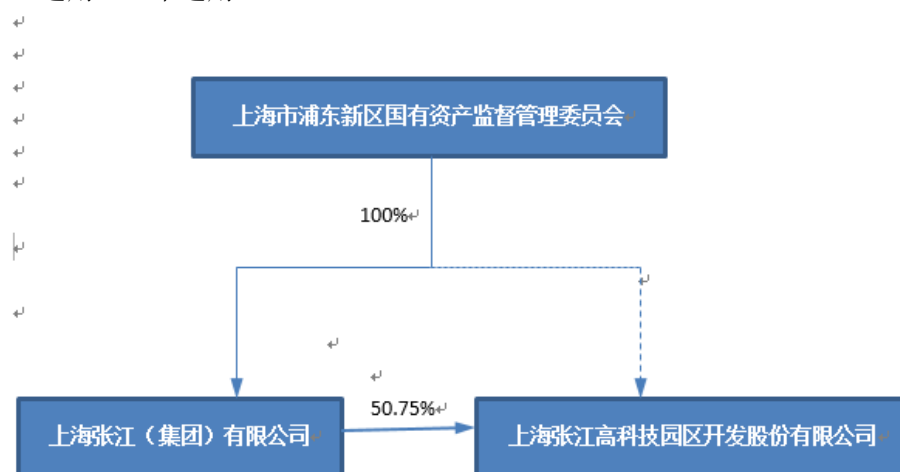 上海市浦东新区国有资产监督管理委员会
100%
50.75%
上海张江（集团）有限公司
上海张江高科技园区开发股份有限公司